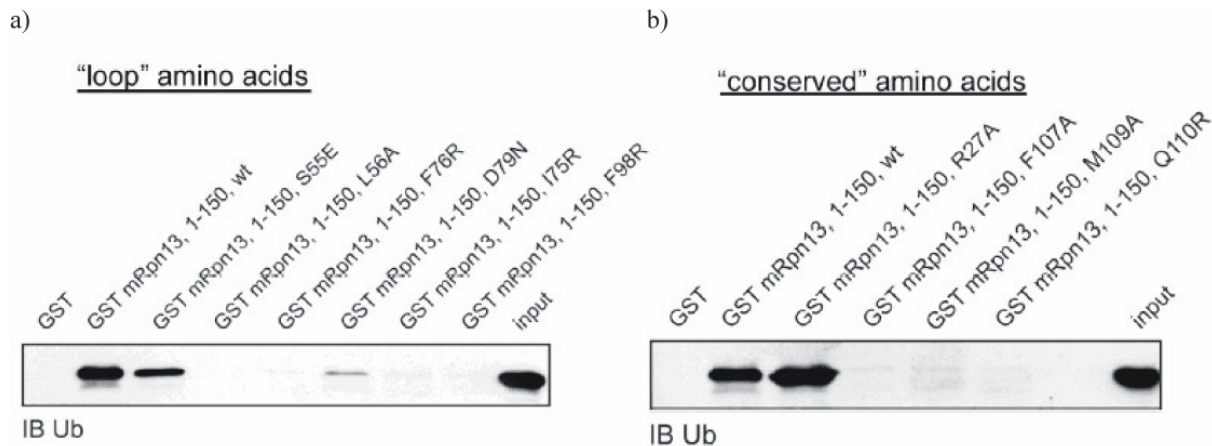 a)
"loop" amino acids
GST
GST mRpn13, 1-150, wt
GST mRpn13, 1-150, S55E
GST mRpn13, 1-150, L56A
GST mRpn13, 1-150, F76R
GST mRpn13, 1-150, D79N
GST mRpn13, 1-150, I75R
GST mRpn13, 1-150, F98R
input
IB Ub
b)
"conserved" amino acids
GST
GST mRpn13, 1-150, wt
GST mRpn13, 1-150, R27A
GST mRpn13, 1-150, F107A
GST mRpn13, 1-150, M109A
GST mRpn13, 1-150, Q110R
input
IB Ub